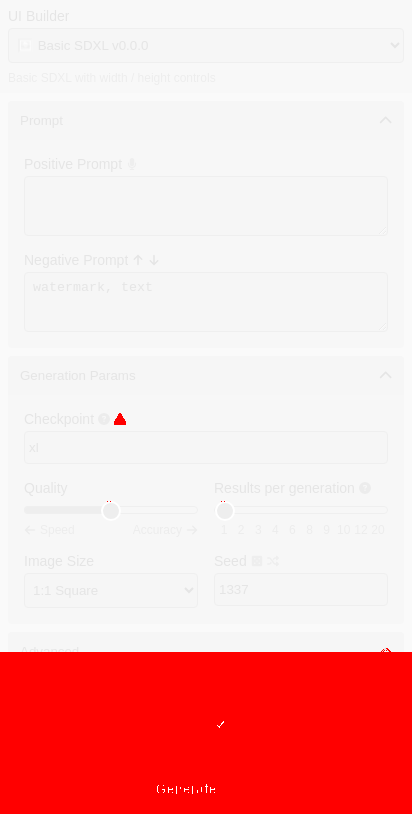 UI Builder
Basic SDXL v0.0.0
Basic SDXL with width / height controls
Prompt
Positive Prompt
Negative Prompt
watermark, text
Generation Params
Checkpoint
xl
Quality
Results per generation
Speed
Accuracy
1 2 3 4 6 8 9 10 12 20
Image Size
Seed
1:1 Square
1337
Advanced
Generate